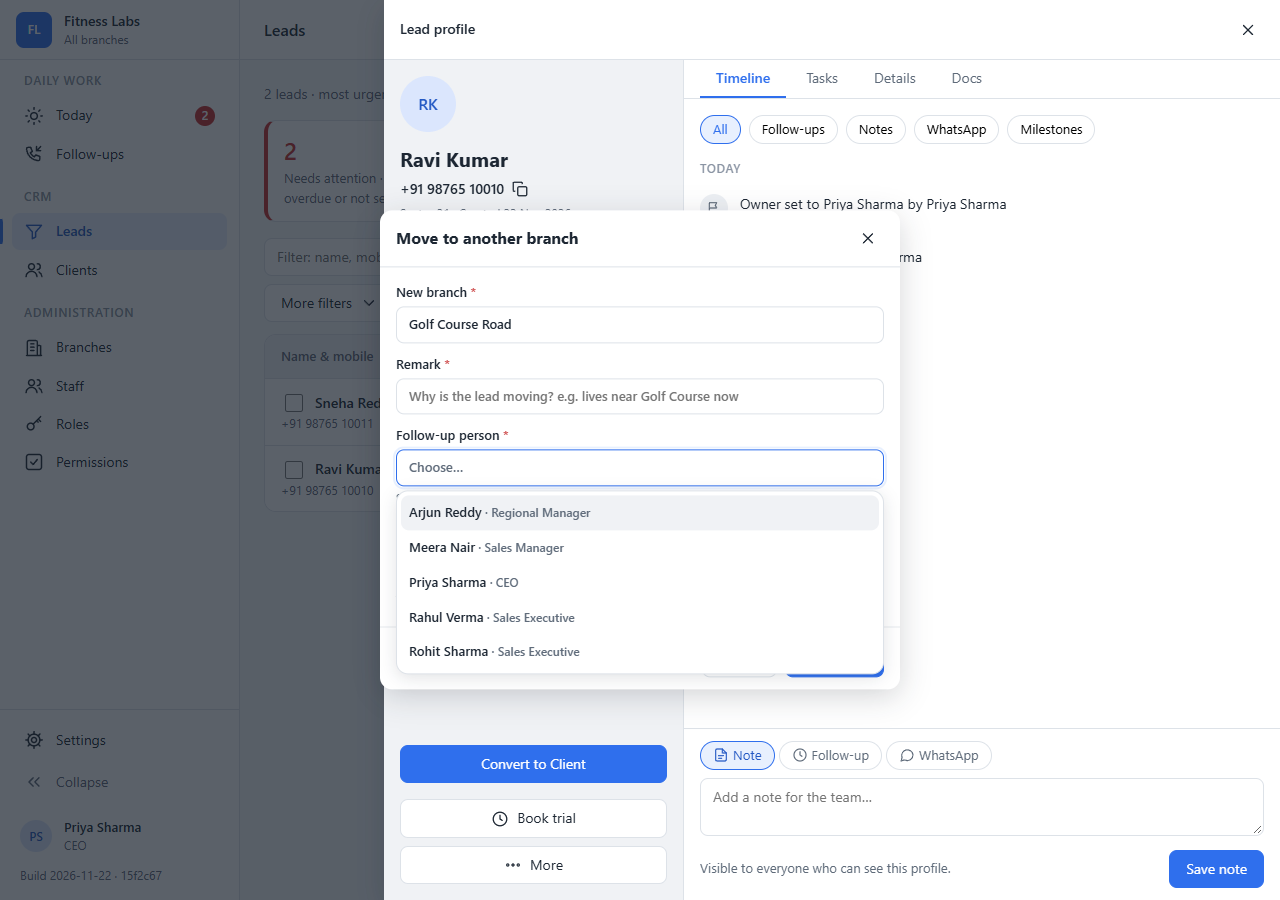 FL
Fitness Labs
All branches
DAILY WORK
Today
2
Follow-ups
CRM
Leads
Clients
ADMINISTRATION
Branches
Staff
Roles
Permissions
Settings
Collapse
PS
Priya Sharma
CEO
Build 2026-11-22 · 15f2c67
Leads
2 leads · most urge
2
Needs attention ·
overdue or not se
Filter: name, mob
More filters
Name & mobile
Sneha Red
+91 98765 10011
Ravi Kuma
+91 98765 10010
Lead profile
RK
Ravi Kumar
+91 98765 10010
Convert to Client
Book trial
More
Timeline
Tasks
Details
Docs
All
Follow-ups
Notes
WhatsApp
Milestones
TODAY
Owner set to Priya Sharma by Priya Sharma
rma
Move to another branch
New branch *
Golf Course Road
Remark *
Why is the lead moving? e.g. lives near Golf Course now
Follow-up person *
Choose...
Arjun Reddy · Regional Manager
Meera Nair · Sales Manager
Priya Sharma · CEO
Rahul Verma · Sales Executive
Rohit Sharma · Sales Executive
Note
Follow-up
WhatsApp
Add a note for the team...
Visible to everyone who can see this profile.
Save note